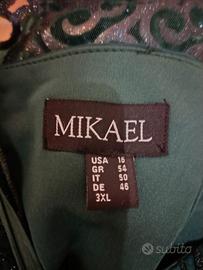 MIKAEL
USA 16
GR 54
IT 50
DE 46
3XL
subito